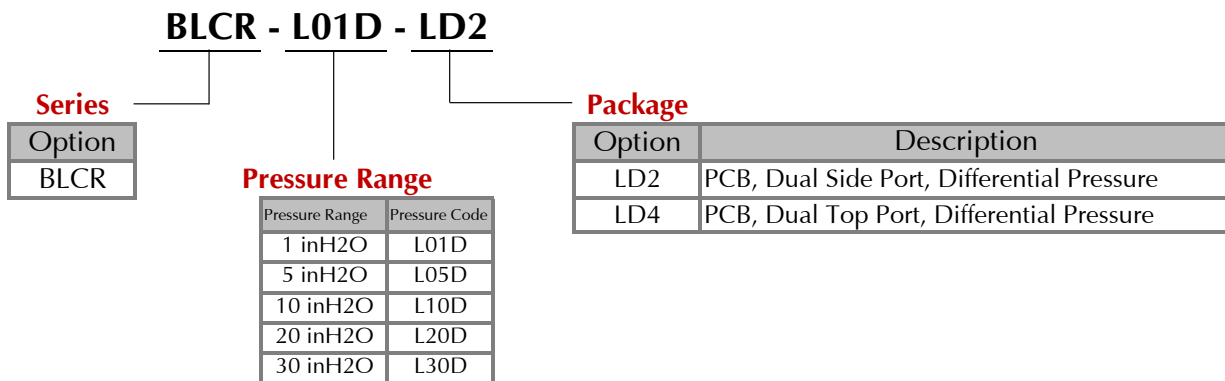 BLCR - L01D - LD2
Series
Option
BLCR
Pressure Range
Pressure Range Pressure Code
1 inH2O L01D
5 inH2O L05D
10 inH2O L10D
20 inH2O L20D
30 inH2O L30D
Package
Option Description
LD2 PCB, Dual Side Port, Differential Pressure
LD4 PCB, Dual Top Port, Differential Pressure